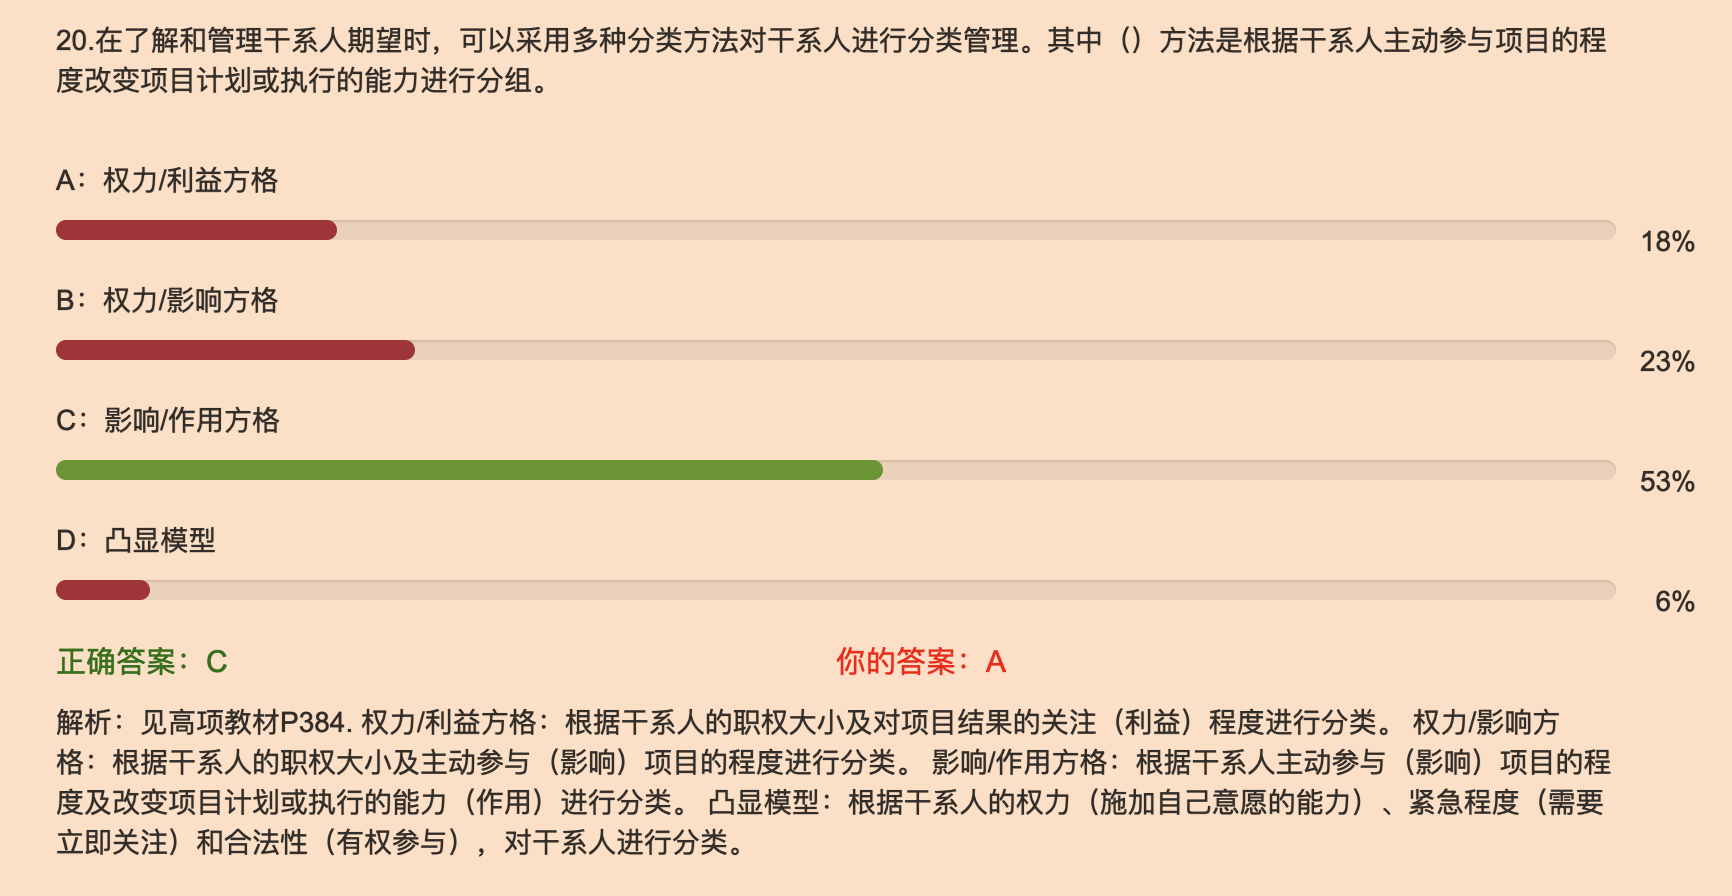 20.在了解和管理干系人期望时，可以采用多种分类方法对干系人进行分类管理。其中（）方法是根据干系人主动参与项目的程
度改变项目计划或执行的能力进行分组。
A：权力/利益方格
18%
B：权力/影响方格
23%
C：影响/作用方格
53%
D：凸显模型
6%
正确答案：C 你的答案：A
解析：见高项教材P384. 权力/利益方格：根据干系人的职权大小及对项目结果的关注（利益）程度进行分类。 权力/影响方
格：根据干系人的职权大小及主动参与（影响）项目的程度进行分类。 影响/作用方格：根据干系人主动参与（影响）项目的程
度及改变项目计划或执行的能力（作用）进行分类。 凸显模型：根据干系人的权力（施加自己意愿的能力）、紧急程度（需要
立即关注）和合法性（有权参与），对干系人进行分类。